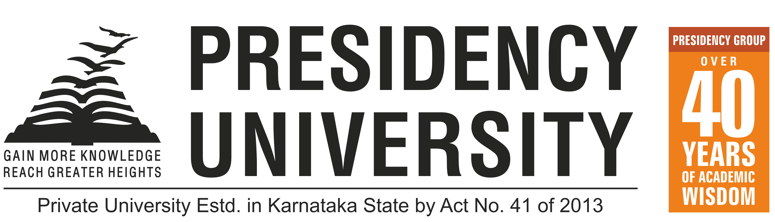 GAIN MORE KNOWLEDGE
REACH GREATER HEIGHTS
PRESIDENCY
UNIVERSITY
Private University Estd. in Karnataka State by Act No. 41 of 2013
PRESIDENCY GROUP
OVER
40
YEARS
OF ACADEMIC
WISDOM